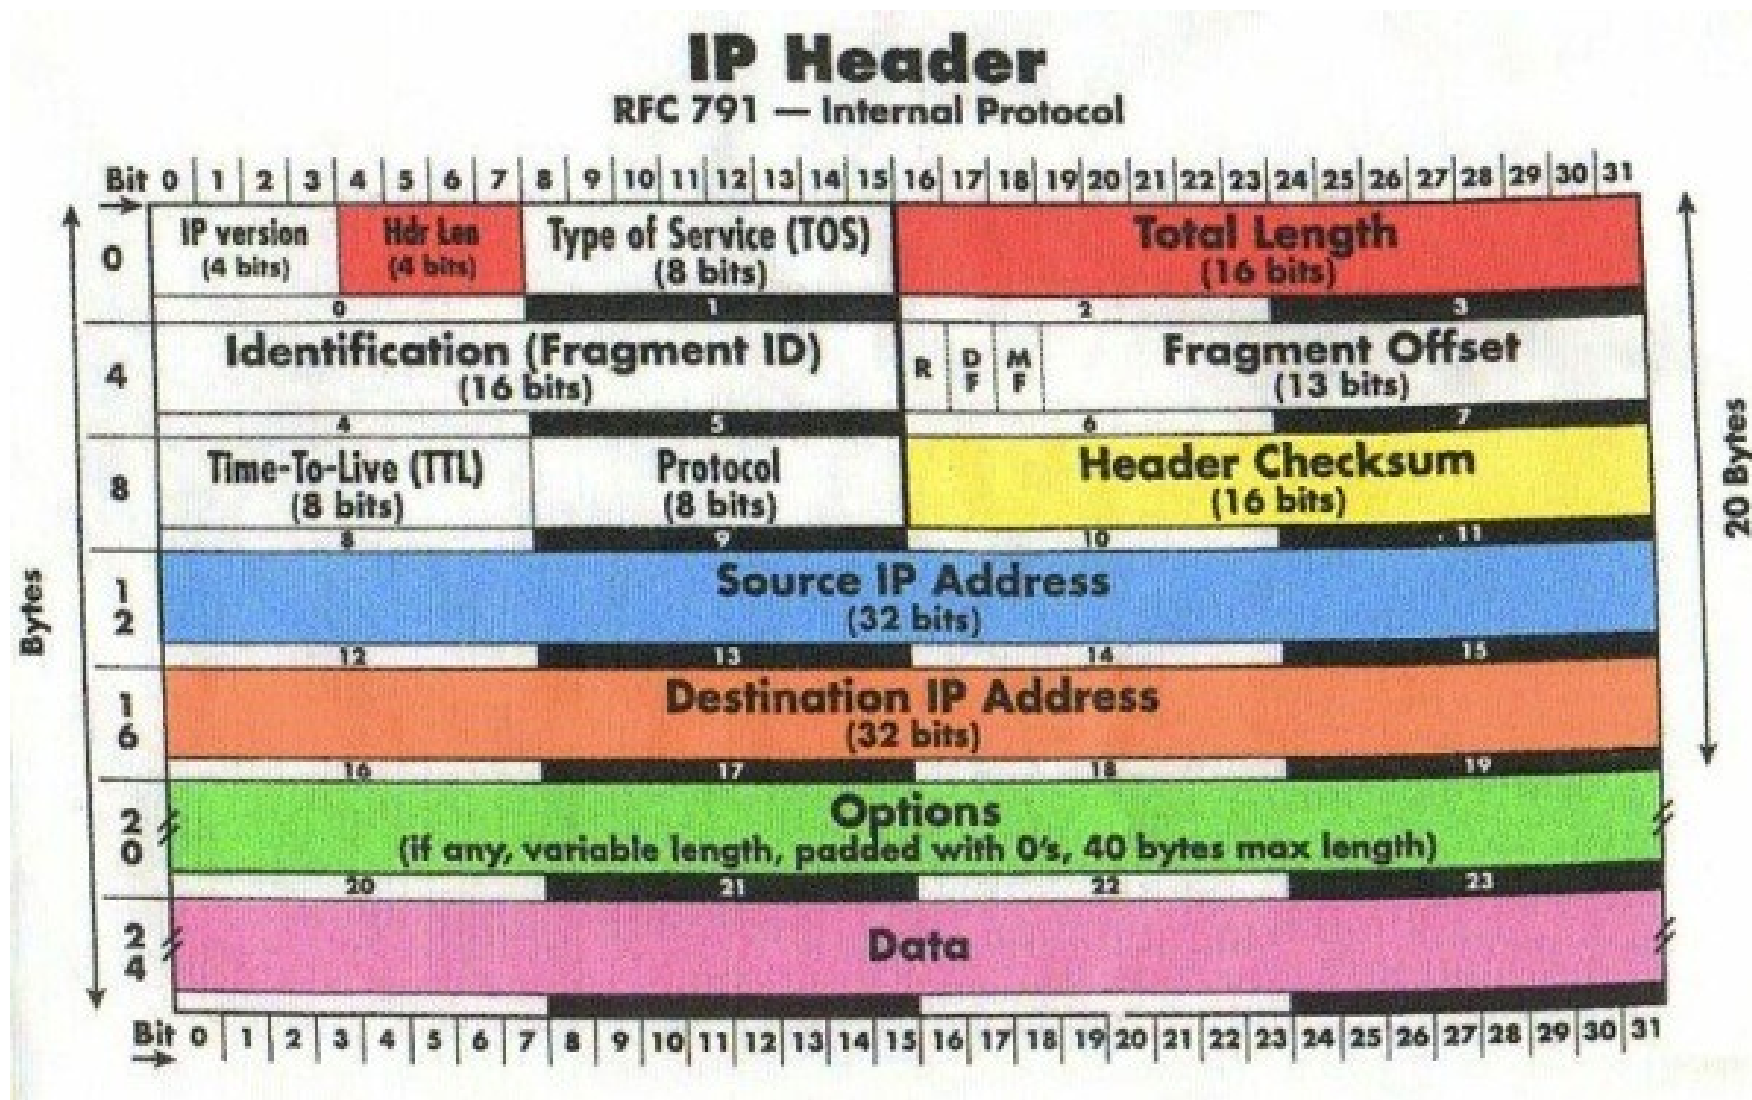 IP Header
RFC 791 — Internal Protocol
Bit 0 1 2 3 4 5 6 7 8 9 10 11 12 13 14 15 16 17 18 19 20 21 22 23 24 25 26 27 28 29 30 31
0 IP version Hdr Len Type of Service (TOS) Total Length
(4 bits) (4 bits) (8 bits) (16 bits)
0 1 2 3
4 Identification (Fragment ID) R DF MF Fragment Offset
(16 bits) (13 bits)
4 5 6 7
8 Time-To-Live (TTL) Protocol Header Checksum
(8 bits) (8 bits) (16 bits)
8 9 10 11
12 Source IP Address
(32 bits)
12 13 14 15
16 Destination IP Address
(32 bits)
16 17 18 19
20 Options
(if any, variable length, padded with 0's, 40 bytes max length)
20 21 22 23
24 Data
Bit 0 1 2 3 4 5 6 7 8 9 10 11 12 13 14 15 16 17 18 19 20 21 22 23 24 25 26 27 28 29 30 31
Bytes
20 Bytes